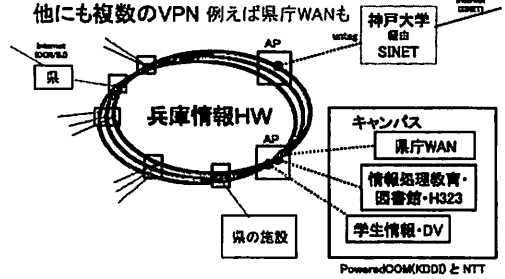 他にも複数のVPN 例えば県庁WANも
Internet
神戸大学
経由
SINET
untag
AP
県
兵庫情報HW
AP
キャンパス
県庁WAN
情報処理教育・
図書館・H323
学生情報・DV
県の施設
PoweredCOM(KDDI) と NTT